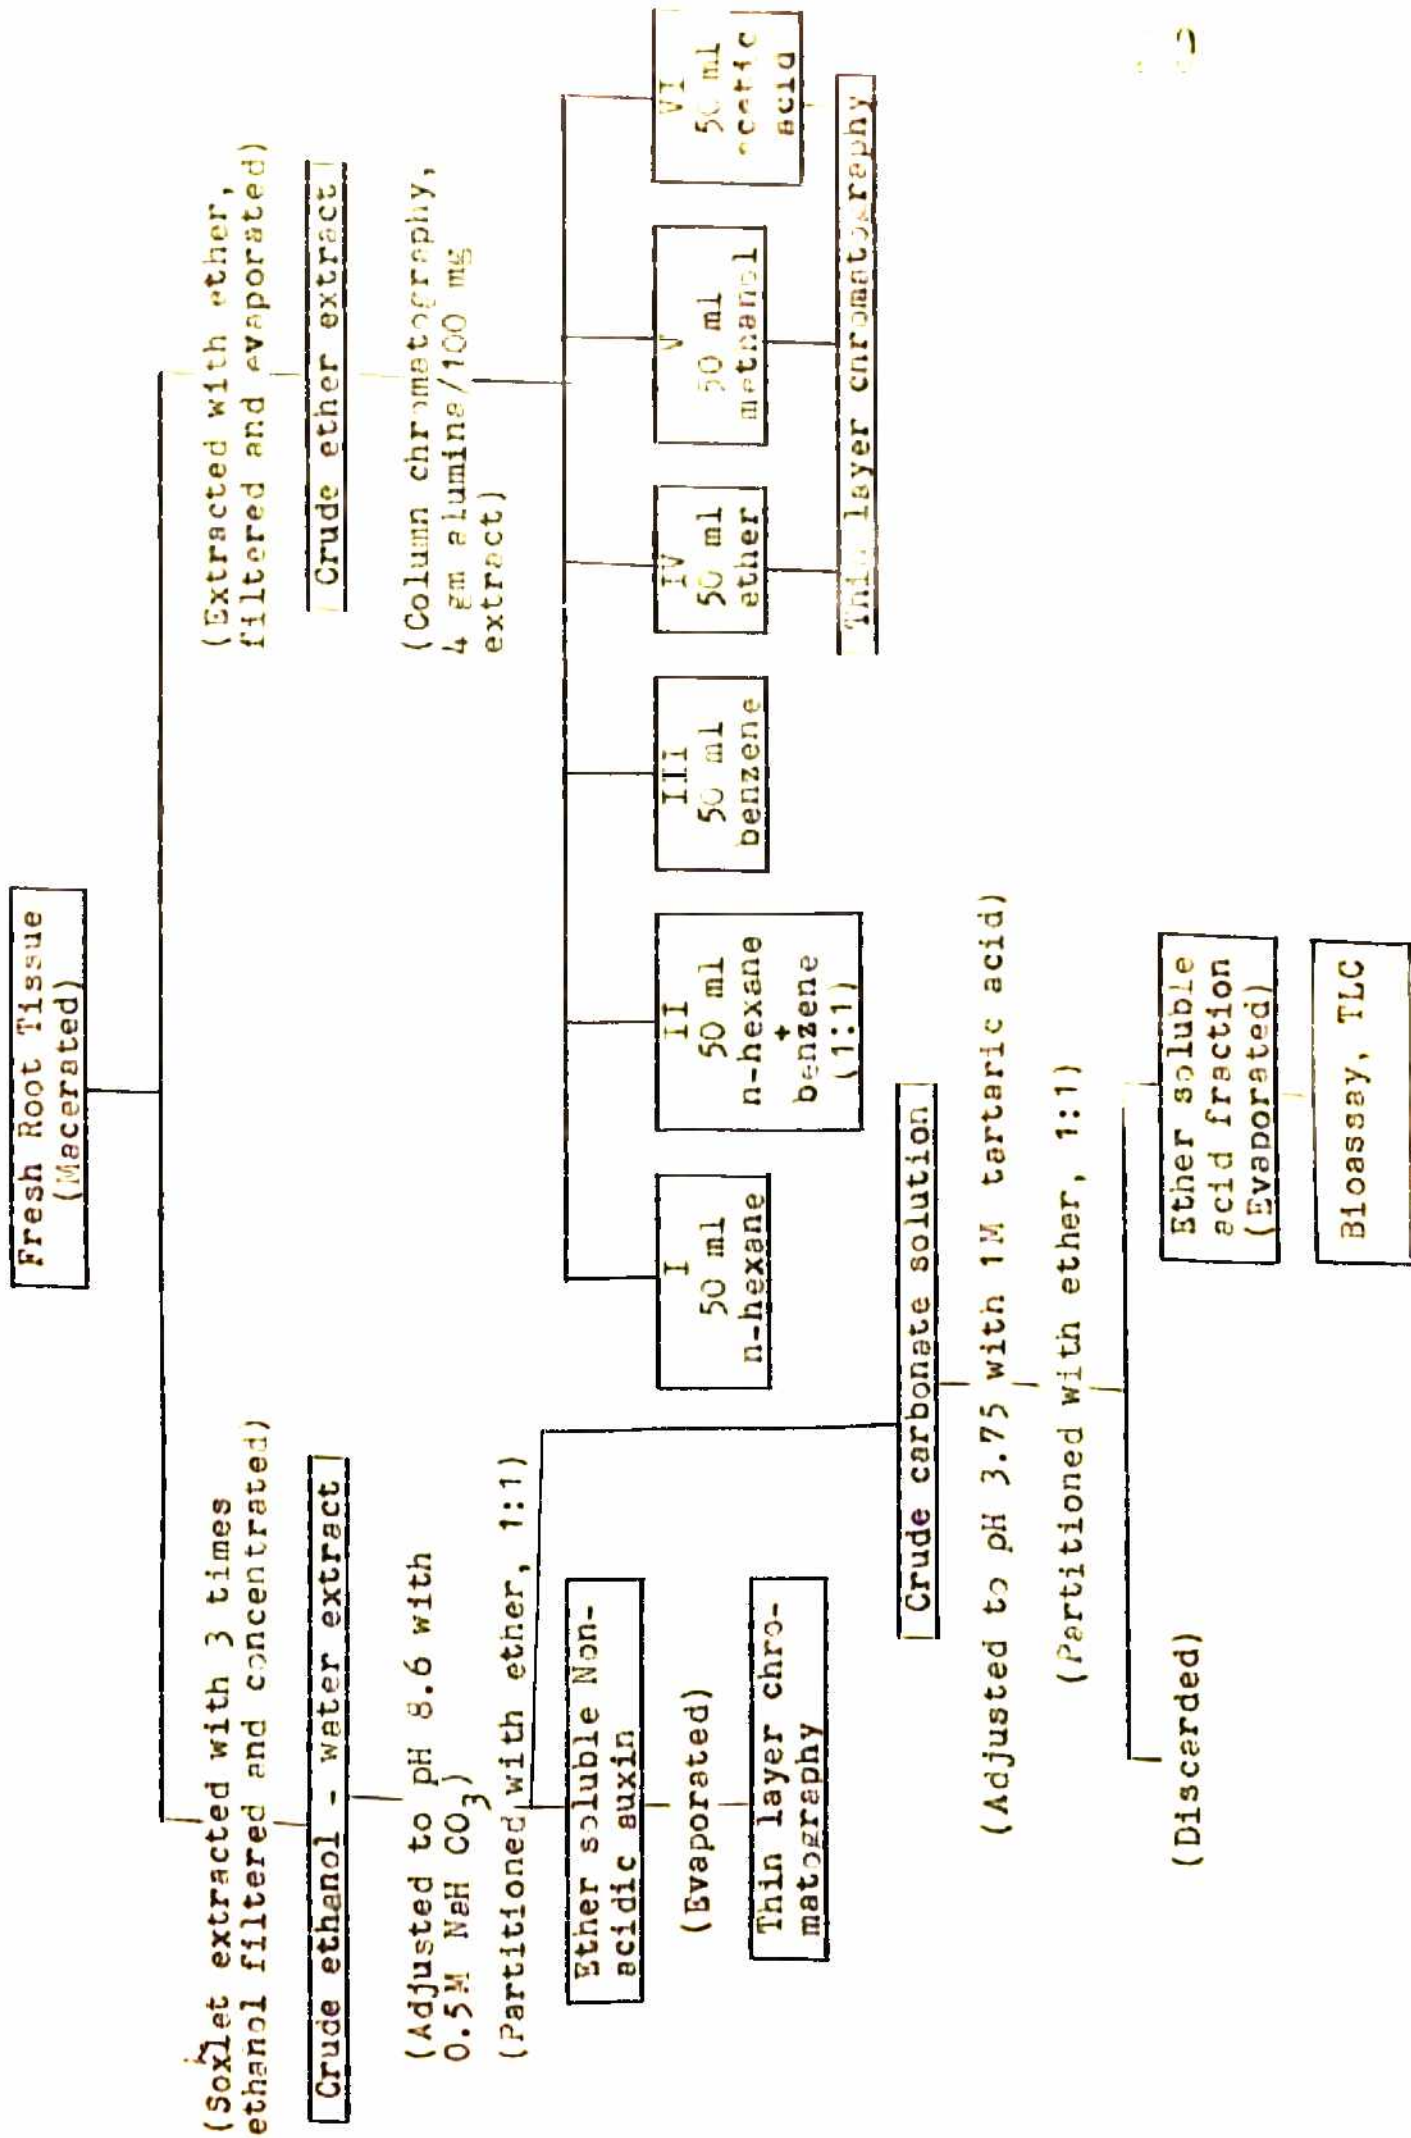 Fresh Root Tissue
(Macerated)
(Soxlet extracted with 3 times
ethanol filtered and concentrated)
Crude ethanol - water extract
(Adjusted to pH 8.6 with
0.5M NaH CO3)
(Partitioned with ether, 1:1)
Ether soluble Non-
acidic auxin
(Evaporated)
Thin layer chro-
matography
(Extracted with ether,
filtered and evaporated)
Crude ether extract
(Column chromatography,
4 gm alumina/100 mg
extract)
I
50 ml
n-hexane
II
50 ml
n-hexane
+
benzene
(1:1)
III
50 ml
benzene
IV
50 ml
ether
V
50 ml
methanol
VI
50 ml
acetic
acid
Thin layer chromatography
Crude carbonate solution
(Adjusted to pH 3.75 with 1M tartaric acid)
(Partitioned with ether, 1:1)
(Discarded)
Ether soluble
acid fraction
(Evaporated)
Bioassay, TLC